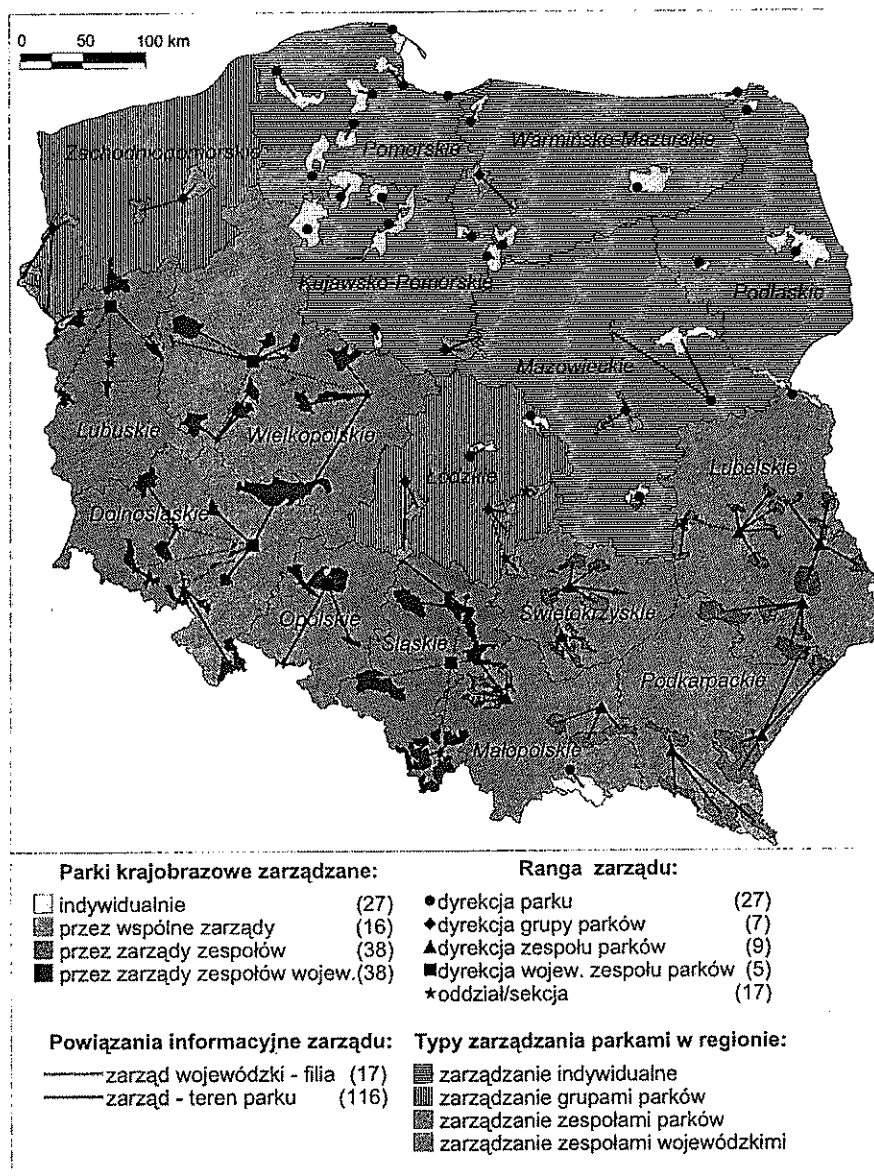 0 50 100 km
Zachodniopomorskie
Pomorskie
Warmińsko-Mazurskie
Kujawsko-Pomorskie
Podlaskie
Mazowieckie
Lubuskie
Wielkopolskie
Łódzkie
Lubelskie
Dolnośląskie
Opolskie
Śląskie
Świętokrzyskie
Podkarpackie
Małopolskie
Parki krajobrazowe zarządzane:
indywidualnie (27)
przez wspólne zarządy (16)
przez zarządy zespołów (38)
przez zarządy zespołów wojew.(38)
Ranga zarządu:
dyrekcja parku (27)
dyrekcja grupy parków (7)
dyrekcja zespołu parków (9)
dyrekcja wojew. zespołu parków (5)
oddział/sekcja (17)
Powiązania informacyjne zarządu:
zarząd wojewódzki - filia (17)
zarząd - teren parku (116)
Typy zarządzania parkami w regionie:
zarządzanie indywidualne
zarządzanie grupami parków
zarządzanie zespołami parków
zarządzanie zespołami wojewódzkimi